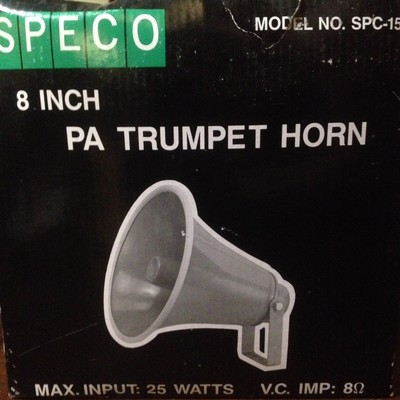 SPECO
MODEL NO. SPC-15
8 INCH
PA TRUMPET HORN
MAX. INPUT: 25 WATTS V.C. IMP: 8Ω